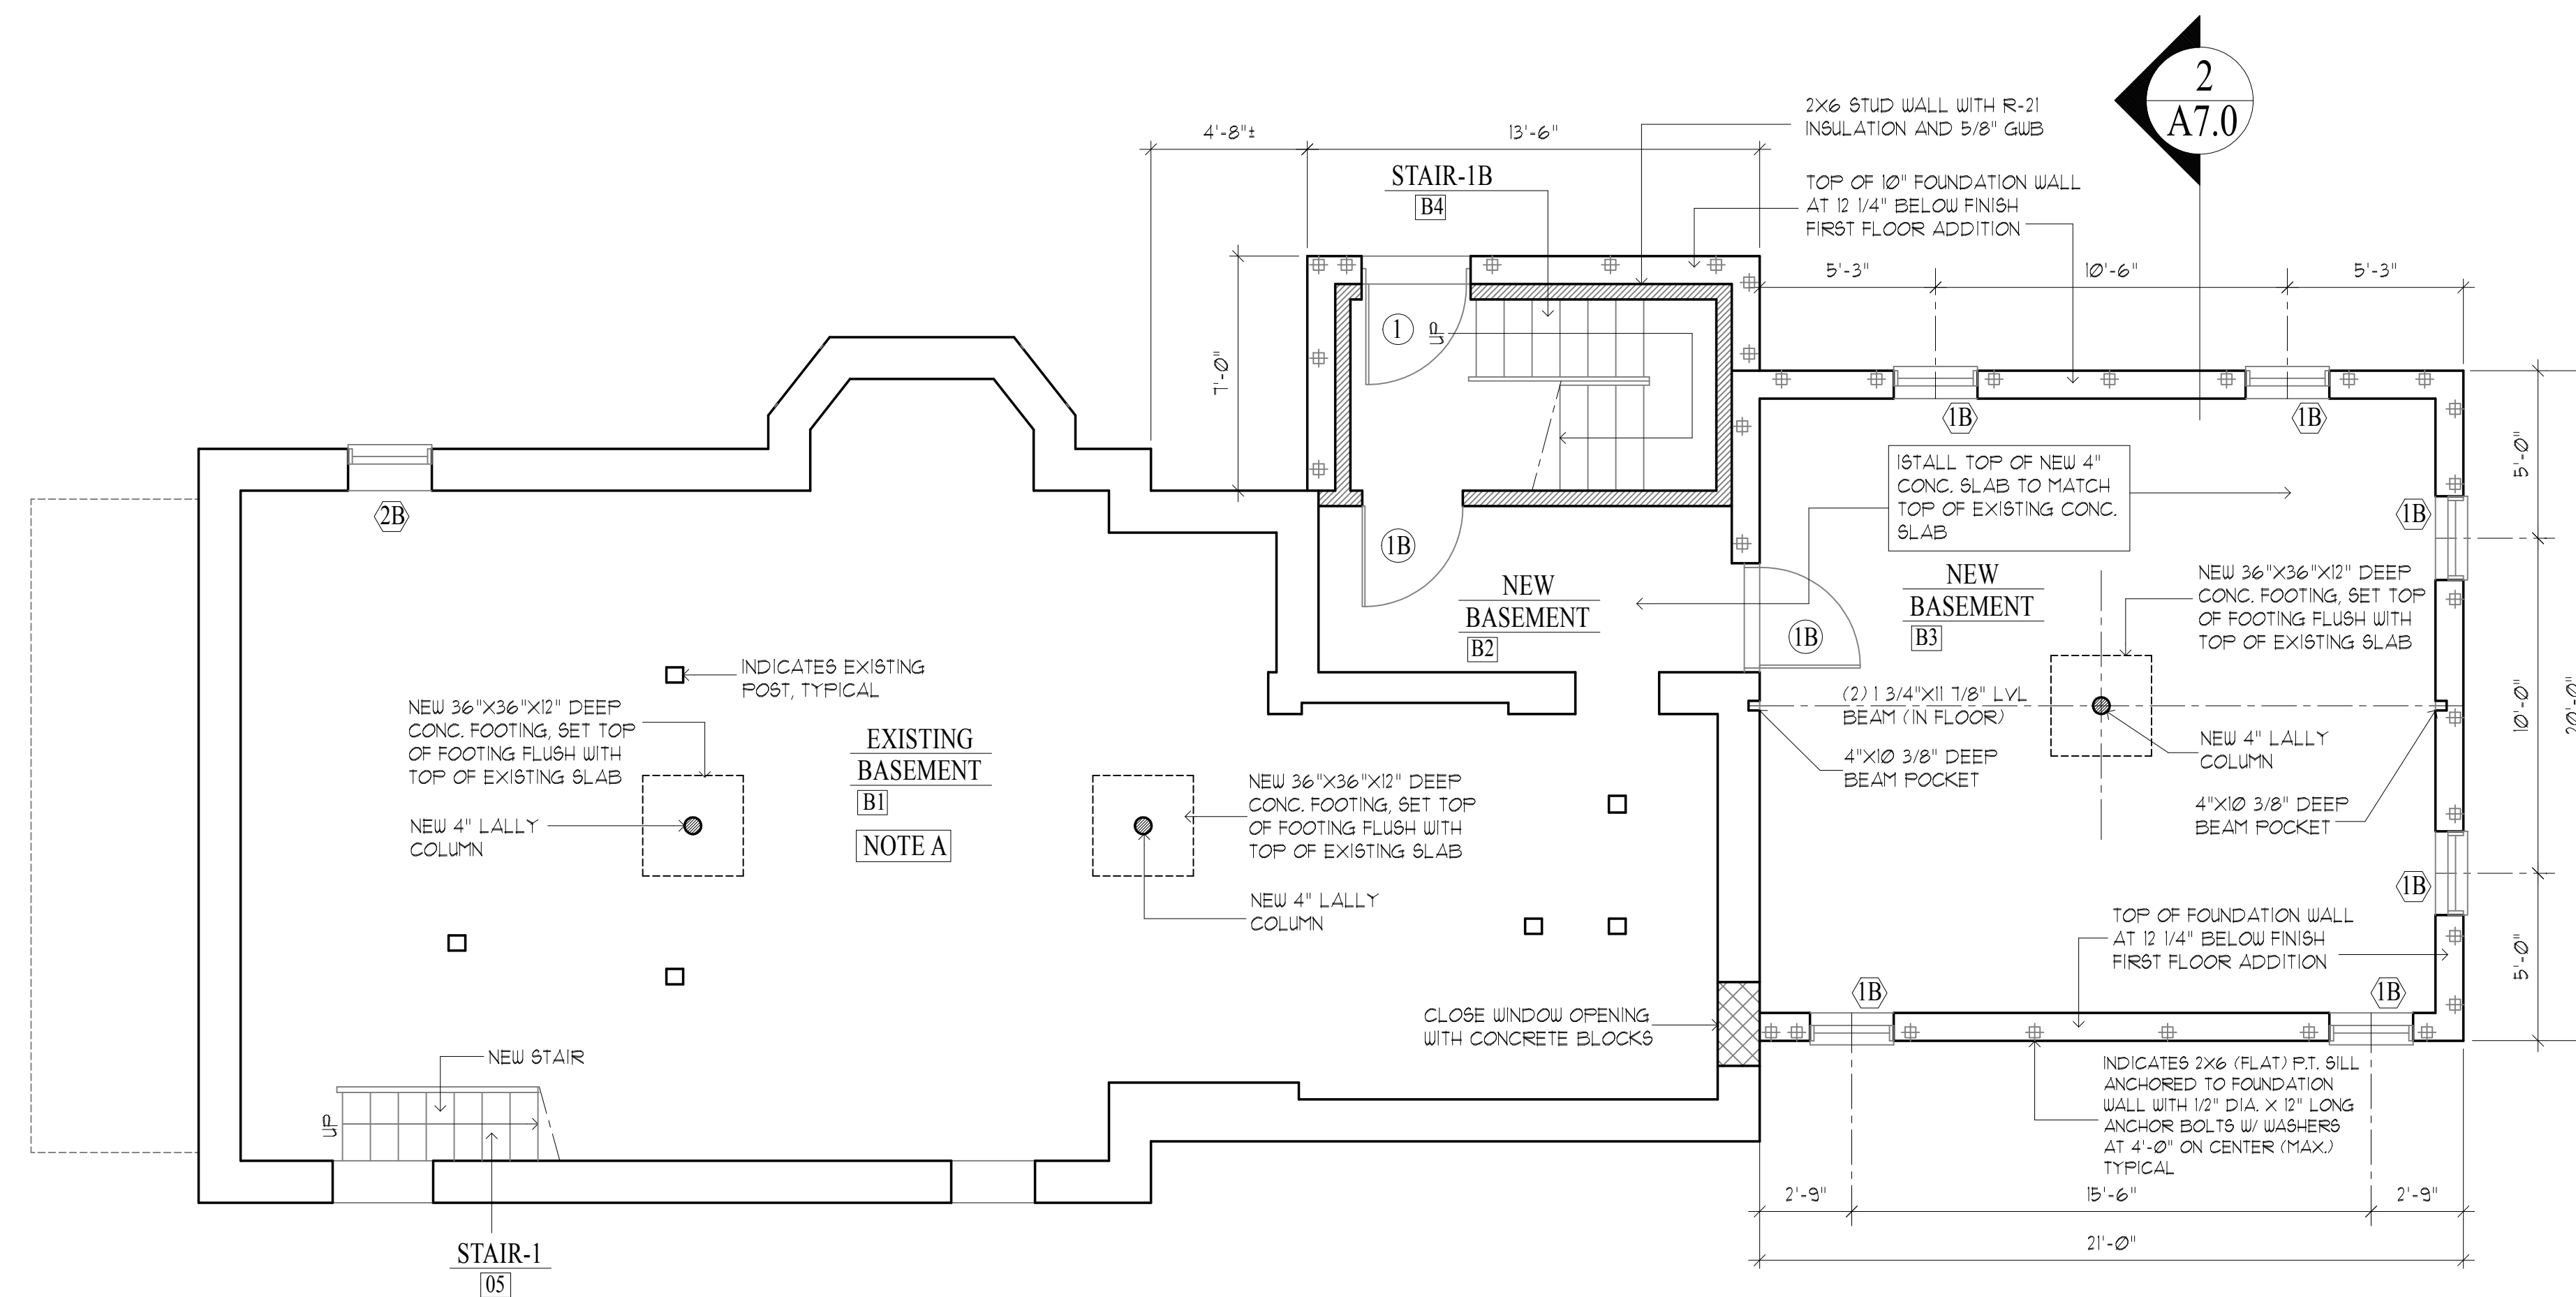 2
A7.0
2X6 STUD WALL WITH R-21
INSULATION AND 5/8" GWB
4'-8"±
13'-6"
STAIR-1B
B4
TOP OF 10" FOUNDATION WALL
AT 12 1/4" BELOW FINISH
FIRST FLOOR ADDITION
5'-3"
10'-6"
5'-3"
7'-0"
1
UP
1B
1B
ISTALL TOP OF NEW 4"
CONC. SLAB TO MATCH
TOP OF EXISTING CONC.
SLAB
5'-0"
2B
1B
1B
NEW
BASEMENT
B2
NEW
BASEMENT
B3
1B
NEW 36"X36"X12" DEEP
CONC. FOOTING, SET TOP
OF FOOTING FLUSH WITH
TOP OF EXISTING SLAB
INDICATES EXISTING
POST, TYPICAL
(2) 1 3/4"X11 7/8" LVL
BEAM (IN FLOOR)
10'-0"
20'-0"
NEW 36"X36"X12" DEEP
CONC. FOOTING, SET TOP
OF FOOTING FLUSH WITH
TOP OF EXISTING SLAB
EXISTING
BASEMENT
B1
NOTE A
4"X10 3/8" DEEP
BEAM POCKET
NEW 4" LALLY
COLUMN
NEW 36"X36"X12" DEEP
CONC. FOOTING, SET TOP
OF FOOTING FLUSH WITH
TOP OF EXISTING SLAB
4"X10 3/8" DEEP
BEAM POCKET
NEW 4" LALLY
COLUMN
NEW 4" LALLY
COLUMN
1B
TOP OF FOUNDATION WALL
AT 12 1/4" BELOW FINISH
FIRST FLOOR ADDITION
5'-0"
1B
1B
CLOSE WINDOW OPENING
WITH CONCRETE BLOCKS
NEW STAIR
UP
INDICATES 2X6 (FLAT) P.T. SILL
ANCHORED TO FOUNDATION
WALL WITH 1/2" DIA. X 12" LONG
ANCHOR BOLTS W/ WASHERS
AT 4'-0" ON CENTER (MAX.)
TYPICAL
2'-9"
15'-6"
2'-9"
21'-0"
STAIR-1
05